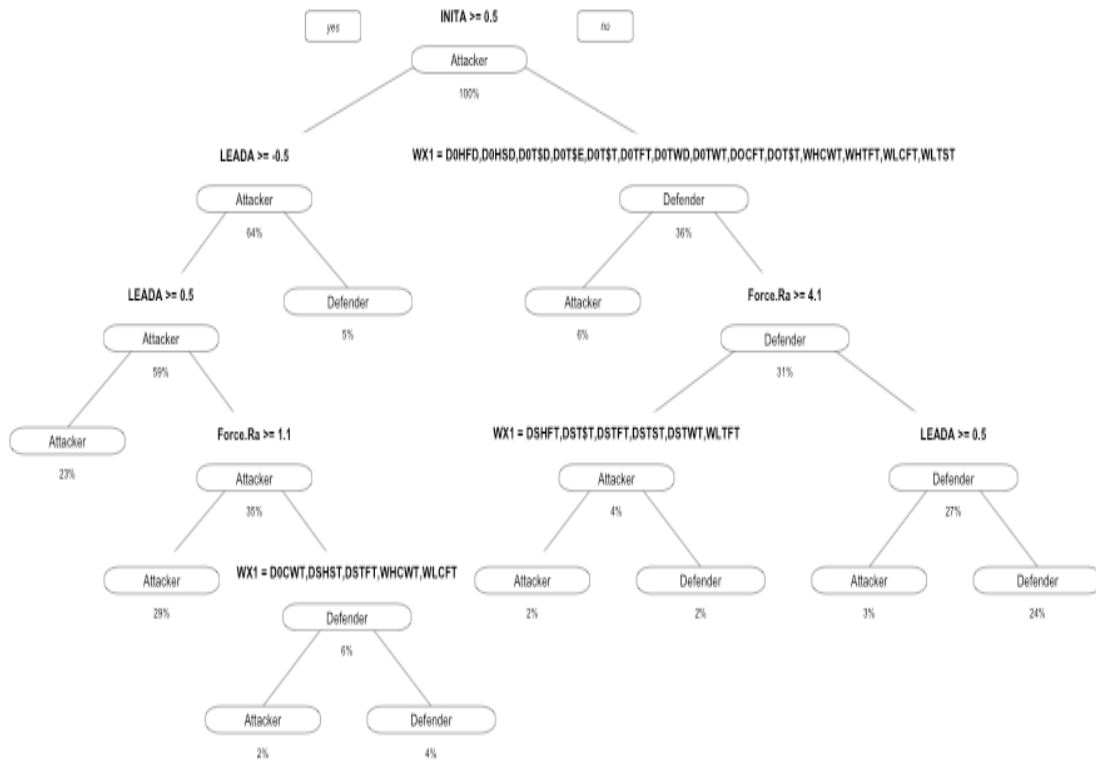 INITA >= 0.5
yes
no
Attacker
100%
LEADA >= -0.5
WX1 = D0HFD,D0HSD,D0T$D,D0T$E,D0T$T,D0TFT,D0TWD,D0TWT,DOCFT,DOT$T,WHCWT,WHTFT,WLCFT,WLTST
Attacker
Defender
64%
36%
LEADA >= 0.5
Defender
Attacker
Force.Ra >= 4.1
5%
6%
Attacker
Defender
59%
31%
Attacker
Force.Ra >= 1.1
WX1 = DSHFT,DST$T,DSTFT,DSTST,DSTWT,WLTFT
LEADA >= 0.5
23%
Attacker
Attacker
Defender
35%
4%
27%
Attacker
WX1 = D0CWT,DSHST,DSTFT,WHCWT,WLCFT
Attacker
Defender
Attacker
Defender
29%
2%
2%
3%
24%
Defender
6%
Attacker
Defender
2%
4%